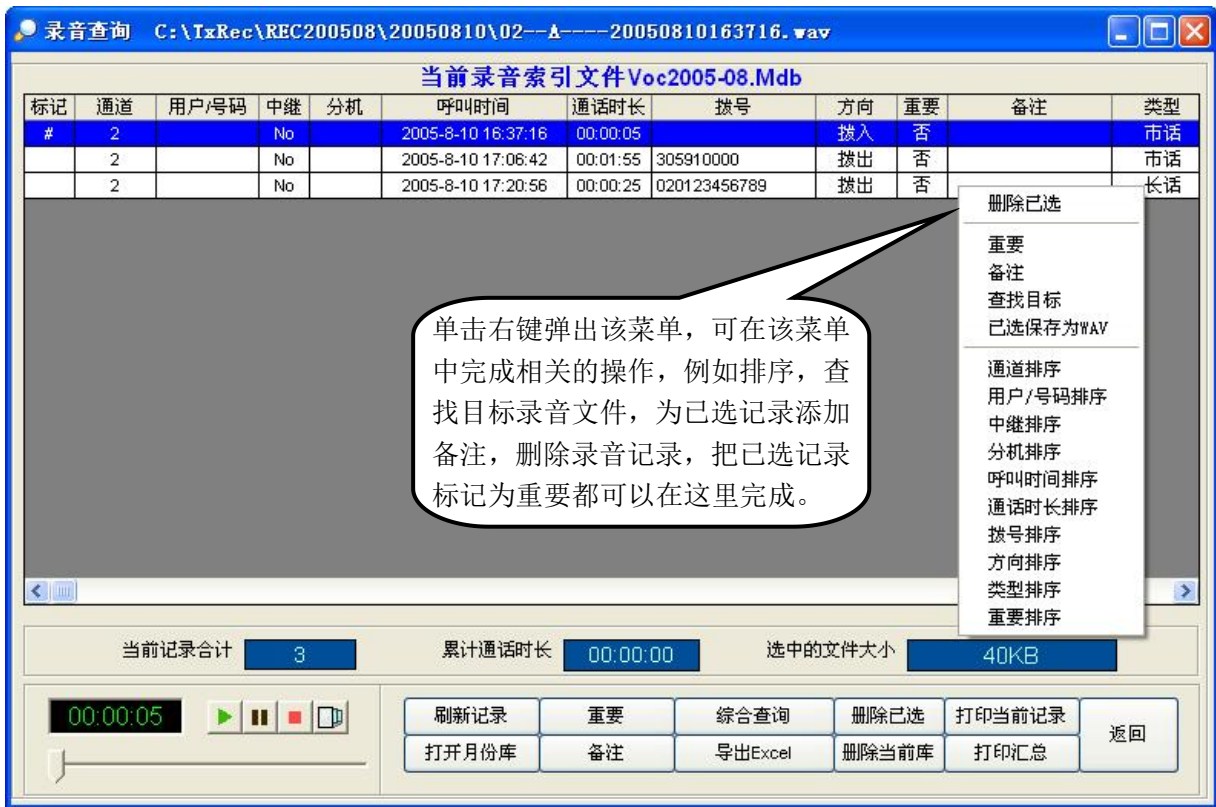 录音查询 C:\TxRec\REC200508\20050810\02--A----20050810163716.wav
当前录音索引文件Voc2005-08.Mdb
标记 通道 用户/号码 中继 分机 呼叫时间 通话时长 拨号 方向 重要 备注 类型
# 2 No 2005-8-10 16:37:16 00:00:05 拨入 否 市话
2 No 2005-8-10 17:06:42 00:01:55 305910000 拨出 否 市话
2 No 2005-8-10 17:20:56 00:00:25 020123456789 拨出 否 长话
删除已选
重要
备注
查找目标
已选保存为WAV
通道排序
用户/号码排序
中继排序
分机排序
呼叫时间排序
通话时长排序
拨号排序
方向排序
类型排序
重要排序
单击右键弹出该菜单，可在该菜单
中完成相关的操作，例如排序，查
找目标录音文件，为已选记录添加
备注，删除录音记录，把已选记录
标记为重要都可以在这里完成。
当前记录合计 3 累计通话时长 00:00:00 选中的文件大小 40KB
00:00:05
刷新记录 重要 综合查询 删除已选 打印当前记录 返回
打开月份库 备注 导出Excel 删除当前库 打印汇总